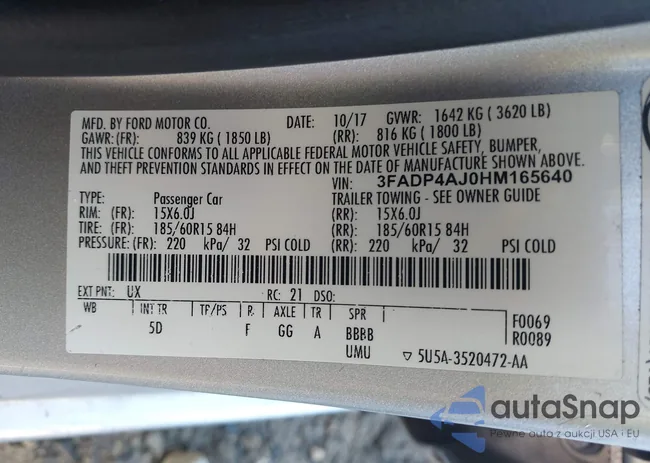 MFD. BY FORD MOTOR CO. DATE: 10/17 GVWR: 1642 KG ( 3620 LB)
GAWR: (FR): 839 KG ( 1850 LB) (RR): 816 KG ( 1800 LB)
THIS VEHICLE CONFORMS TO ALL APPLICABLE FEDERAL MOTOR VEHICLE SAFETY, BUMPER,
AND THEFT PREVENTION STANDARDS IN EFFECT ON THE DATE OF MANUFACTURE SHOWN ABOVE.
VIN: 3FADP4AJ0HM165640
TYPE: Passenger Car TRAILER TOWING - SEE OWNER GUIDE
RIM: (FR): 15X6.0J (RR): 15X6.0J
TIRE: (FR): 185/60R15 84H (RR): 185/60R15 84H
PRESSURE: (FR): 220 kPa/ 32 PSI COLD (RR): 220 kPa/ 32 PSI COLD
EXT PNT: UX RC: 21 DSO:
WB INT TR TP/PS R AXLE TR SPR F0069
5D F GG A BBBB R0089
UMU ▽ 5U5A-3520472-AA
autoSnap
Pewne auto z aukcji USA i EU